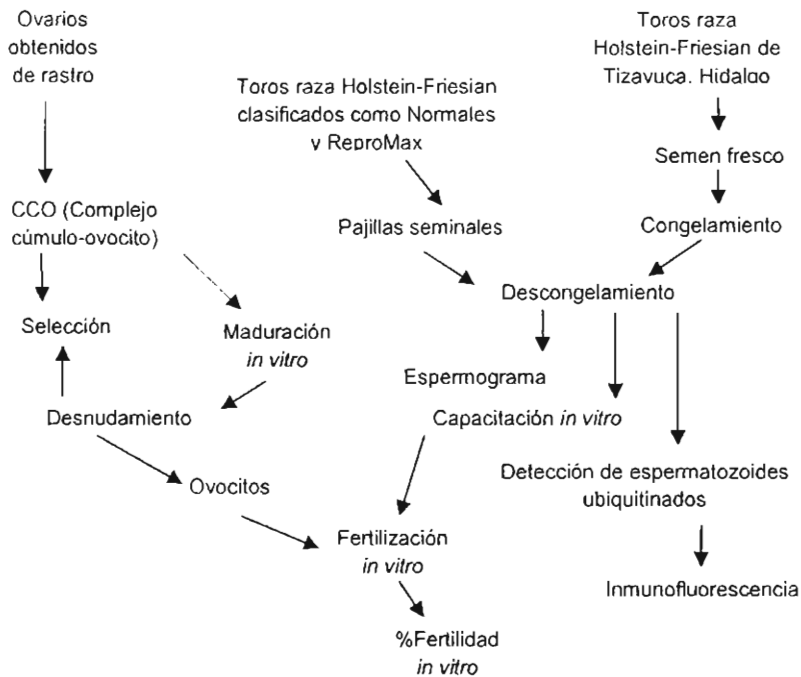 Ovarios
obtenidos
de rastro
Toros raza Holstein-Friesian
clasificados como Normales
y ReproMax
Toros raza
Holstein-Friesian de
Tizavuca. Hidalgo
Semen fresco
CCO (Complejo
cúmulo-ovocito)
Pajillas seminales
Congelamiento
Descongelamiento
Selección
Maduración
in vitro
Espermograma
Desnudamiento
Capacitación in vitro
Ovocitos
Detección de espermatozoides
ubiquitinados
Fertilización
in vitro
Inmunofluorescencia
%Fertilidad
in vitro